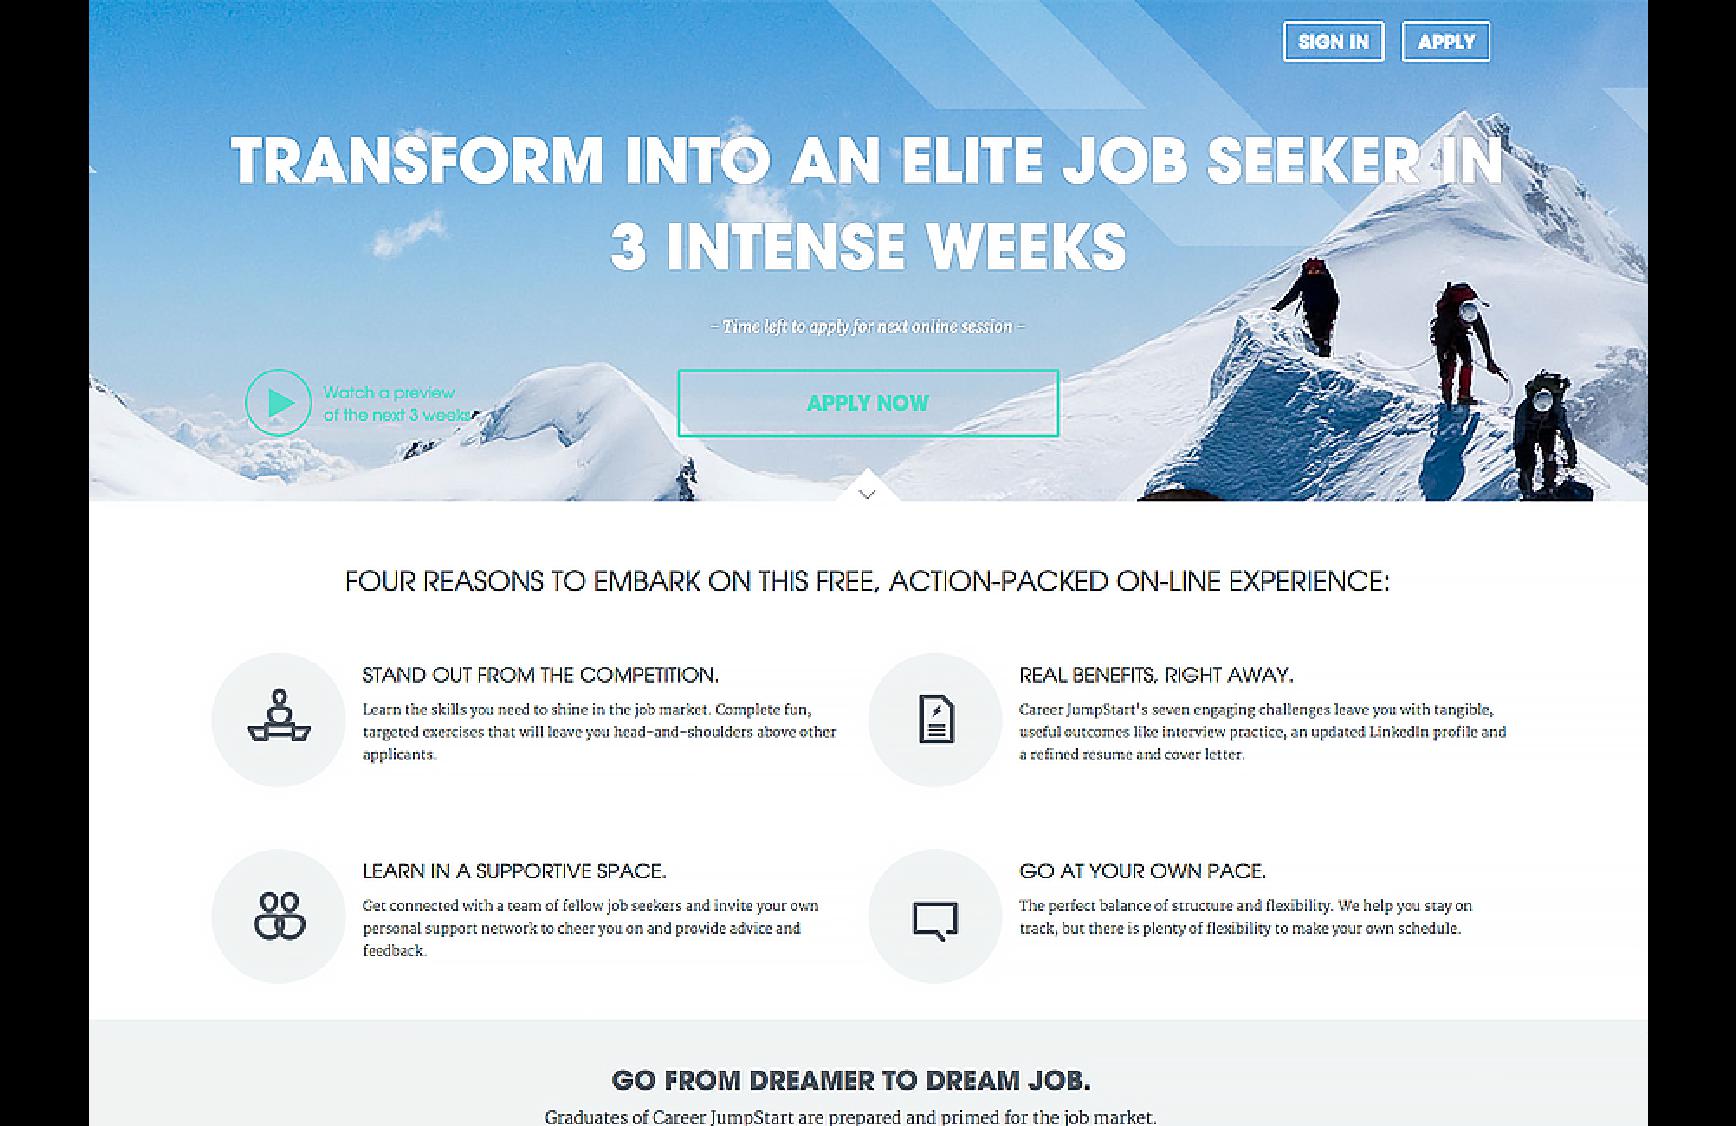 SIGN IN
APPLY
TRANSFORM INTO AN ELITE JOB SEEKER IN
3 INTENSE WEEKS
– Time left to apply for next online session –
Watch a preview
of the next 3 weeks
APPLY NOW
FOUR REASONS TO EMBARK ON THIS FREE, ACTION-PACKED ON-LINE EXPERIENCE:
STAND OUT FROM THE COMPETITION.
Learn the skills you need to shine in the job market. Complete fun,
targeted exercises that will leave you head-and-shoulders above other
applicants.
REAL BENEFITS, RIGHT AWAY.
Career JumpStart's seven engaging challenges leave you with tangible,
useful outcomes like interview practice, an updated LinkedIn profile and
a refined resume and cover letter.
LEARN IN A SUPPORTIVE SPACE.
Get connected with a team of fellow job seekers and invite your own
personal support network to cheer you on and provide advice and
feedback.
GO AT YOUR OWN PACE.
The perfect balance of structure and flexibility. We help you stay on
track, but there is plenty of flexibility to make your own schedule.
GO FROM DREAMER TO DREAM JOB.
Graduates of Career JumpStart are prepared and primed for the job market.